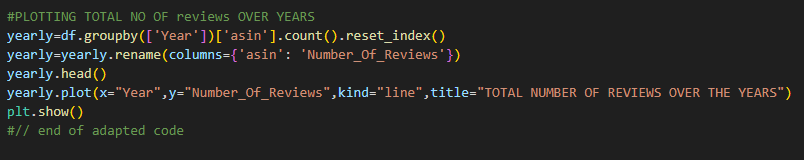 #PLOTTING TOTAL NO OF reviews OVER YEARS
yearly=df.groupby(['Year'])['asin'].count().reset_index()
yearly=yearly.rename(columns={'asin': 'Number_Of_Reviews'})
yearly.head()
yearly.plot(x="Year",y="Number_Of_Reviews",kind="line",title="TOTAL NUMBER OF REVIEWS OVER THE YEARS")
plt.show()
#// end of adapted code